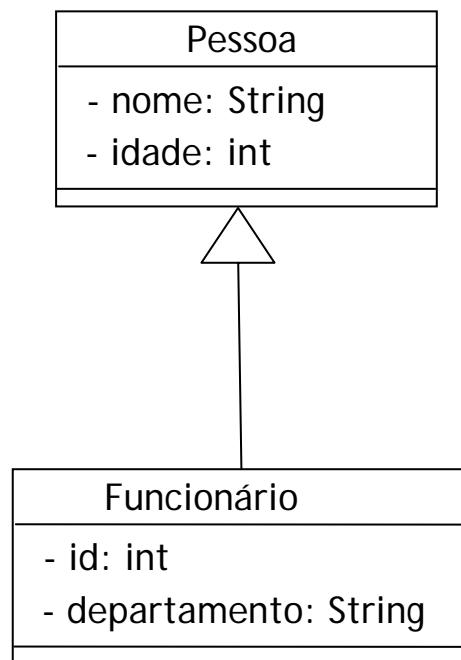 Pessoa
- nome: String
- idade: int
Funcionário
- id: int
- departamento: String